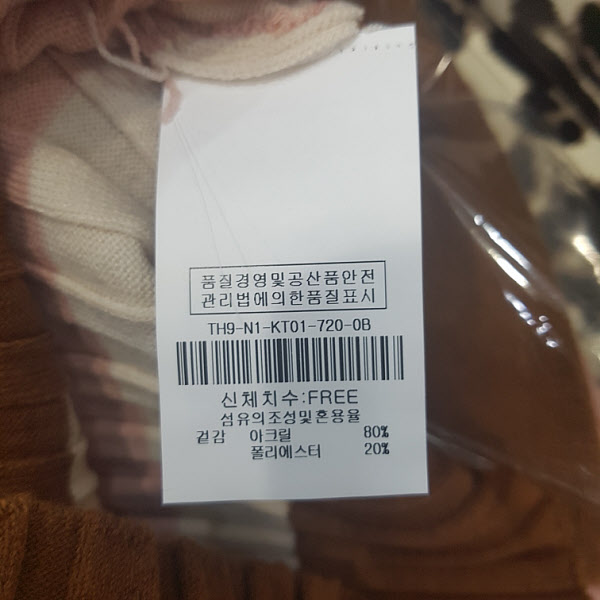 품질경영및공산품안전
관리법에의한품질표시
TH9-N1-KT01-720-0B
신체치수:FREE
섬유의조성및혼용율
겉감 아크릴 80%
폴리에스터 20%